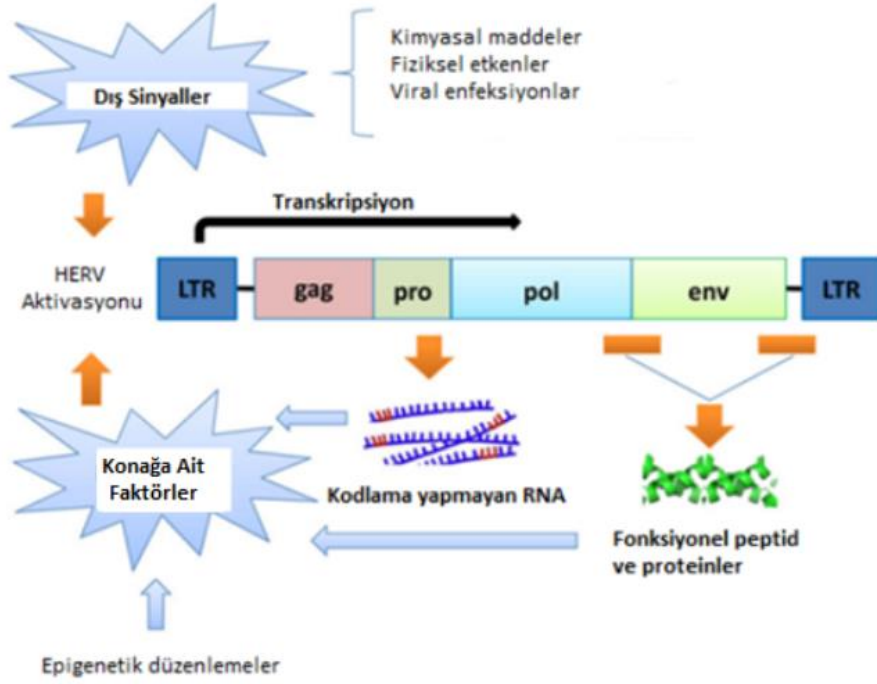 Kimyasal maddeler
Fiziksel etkenler
Viral enfeksiyonlar
Dış Sinyaller
Transkripsiyon
HERV
Aktivasyonu
LTR gag pro pol env LTR
Konağa Ait
Faktörler
Kodlama yapmayan RNA
Fonksiyonel peptid
ve proteinler
Epigenetik düzenlemeler